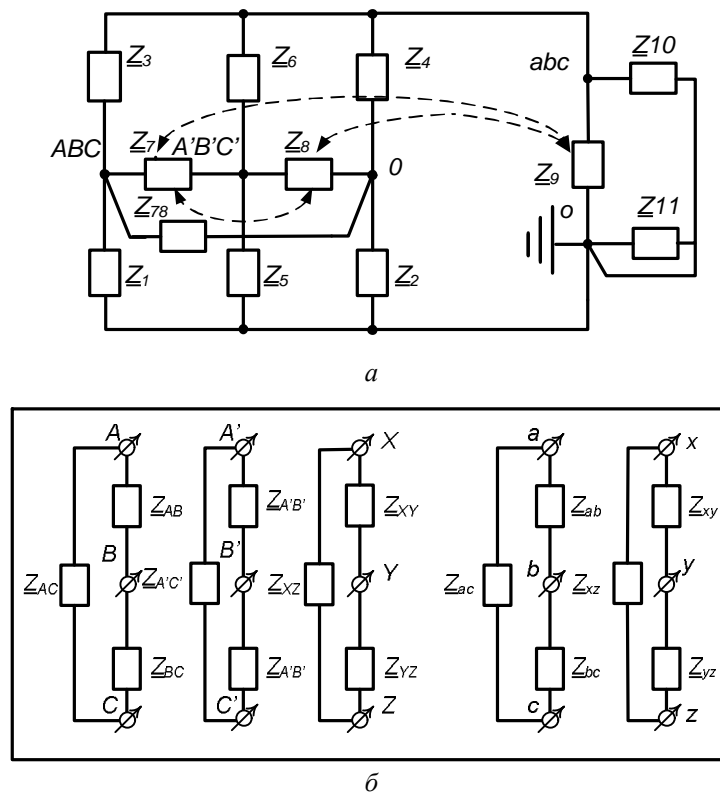 Z3 Z6 Z4 abc Z10
ABC Z7 A'B'C' Z8 0 Z9
Z78 o Z11
Z1 Z5 Z2
а
A A' X a x
ZAB ZA'B' ZXY Zab Zxy
B B' Y b y
ZAC ZA'C' ZXZ Zac Zxz
ZBC ZA'B' ZYZ Zbc Zyz
C C' Z c z
б